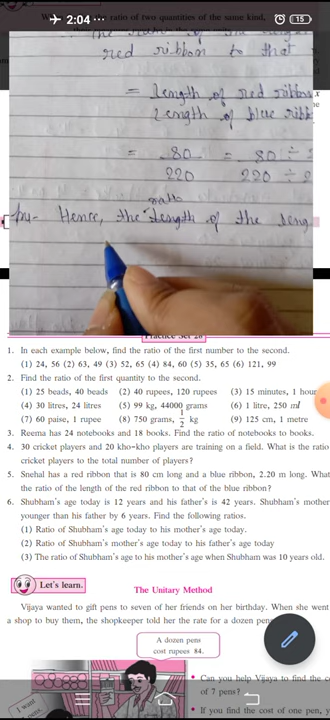 2:04 ...
15
W ratio of two quantities of the same kind,
red ribbon to that
= length of red ribbon
length of blue ribb
= 80 = 80 ÷
220 220 ÷ 2
ratio
Hence, the length of the leng
Practice Set 28
1. In each example below, find the ratio of the first number to the second.
(1) 24, 56 (2) 63, 49 (3) 52, 65 (4) 84, 60 (5) 35, 65 (6) 121, 99
2. Find the ratio of the first quantity to the second.
(1) 25 beads, 40 beads (2) 40 rupees, 120 rupees (3) 15 minutes, 1 hour
(4) 30 litres, 24 litres (5) 99 kg, 44000 grams (6) 1 litre, 250 ml
(7) 60 paise, 1 rupee (8) 750 grams, 1/2 kg (9) 125 cm, 1 metre
3. Reema has 24 notebooks and 18 books. Find the ratio of notebooks to books.
4. 30 cricket players and 20 kho-kho players are training on a field. What is the ratio
cricket players to the total number of players?
5. Snehal has a red ribbon that is 80 cm long and a blue ribbon, 2.20 m long. What
the ratio of the length of the red ribbon to that of the blue ribbon?
6. Shubham's age today is 12 years and his father's is 42 years. Shubham's mother
younger than his father by 6 years. Find the following ratios.
(1) Ratio of Shubham's age today to his mother's age today.
(2) Ratio of Shubham's mother's age today to his father's age today
(3) The ratio of Shubham's age to his mother's age when Shubham was 10 years old.
Let's learn.
The Unitary Method
Vijaya wanted to gift pens to seven of her friends on her birthday. When she went
a shop to buy them, the shopkeeper told her the rate for a dozen pens
A dozen pens
cost rupees 84.
I want
• Can you help Vijaya to find the c
of 7 pens?
• If you find the cost of one pen, y